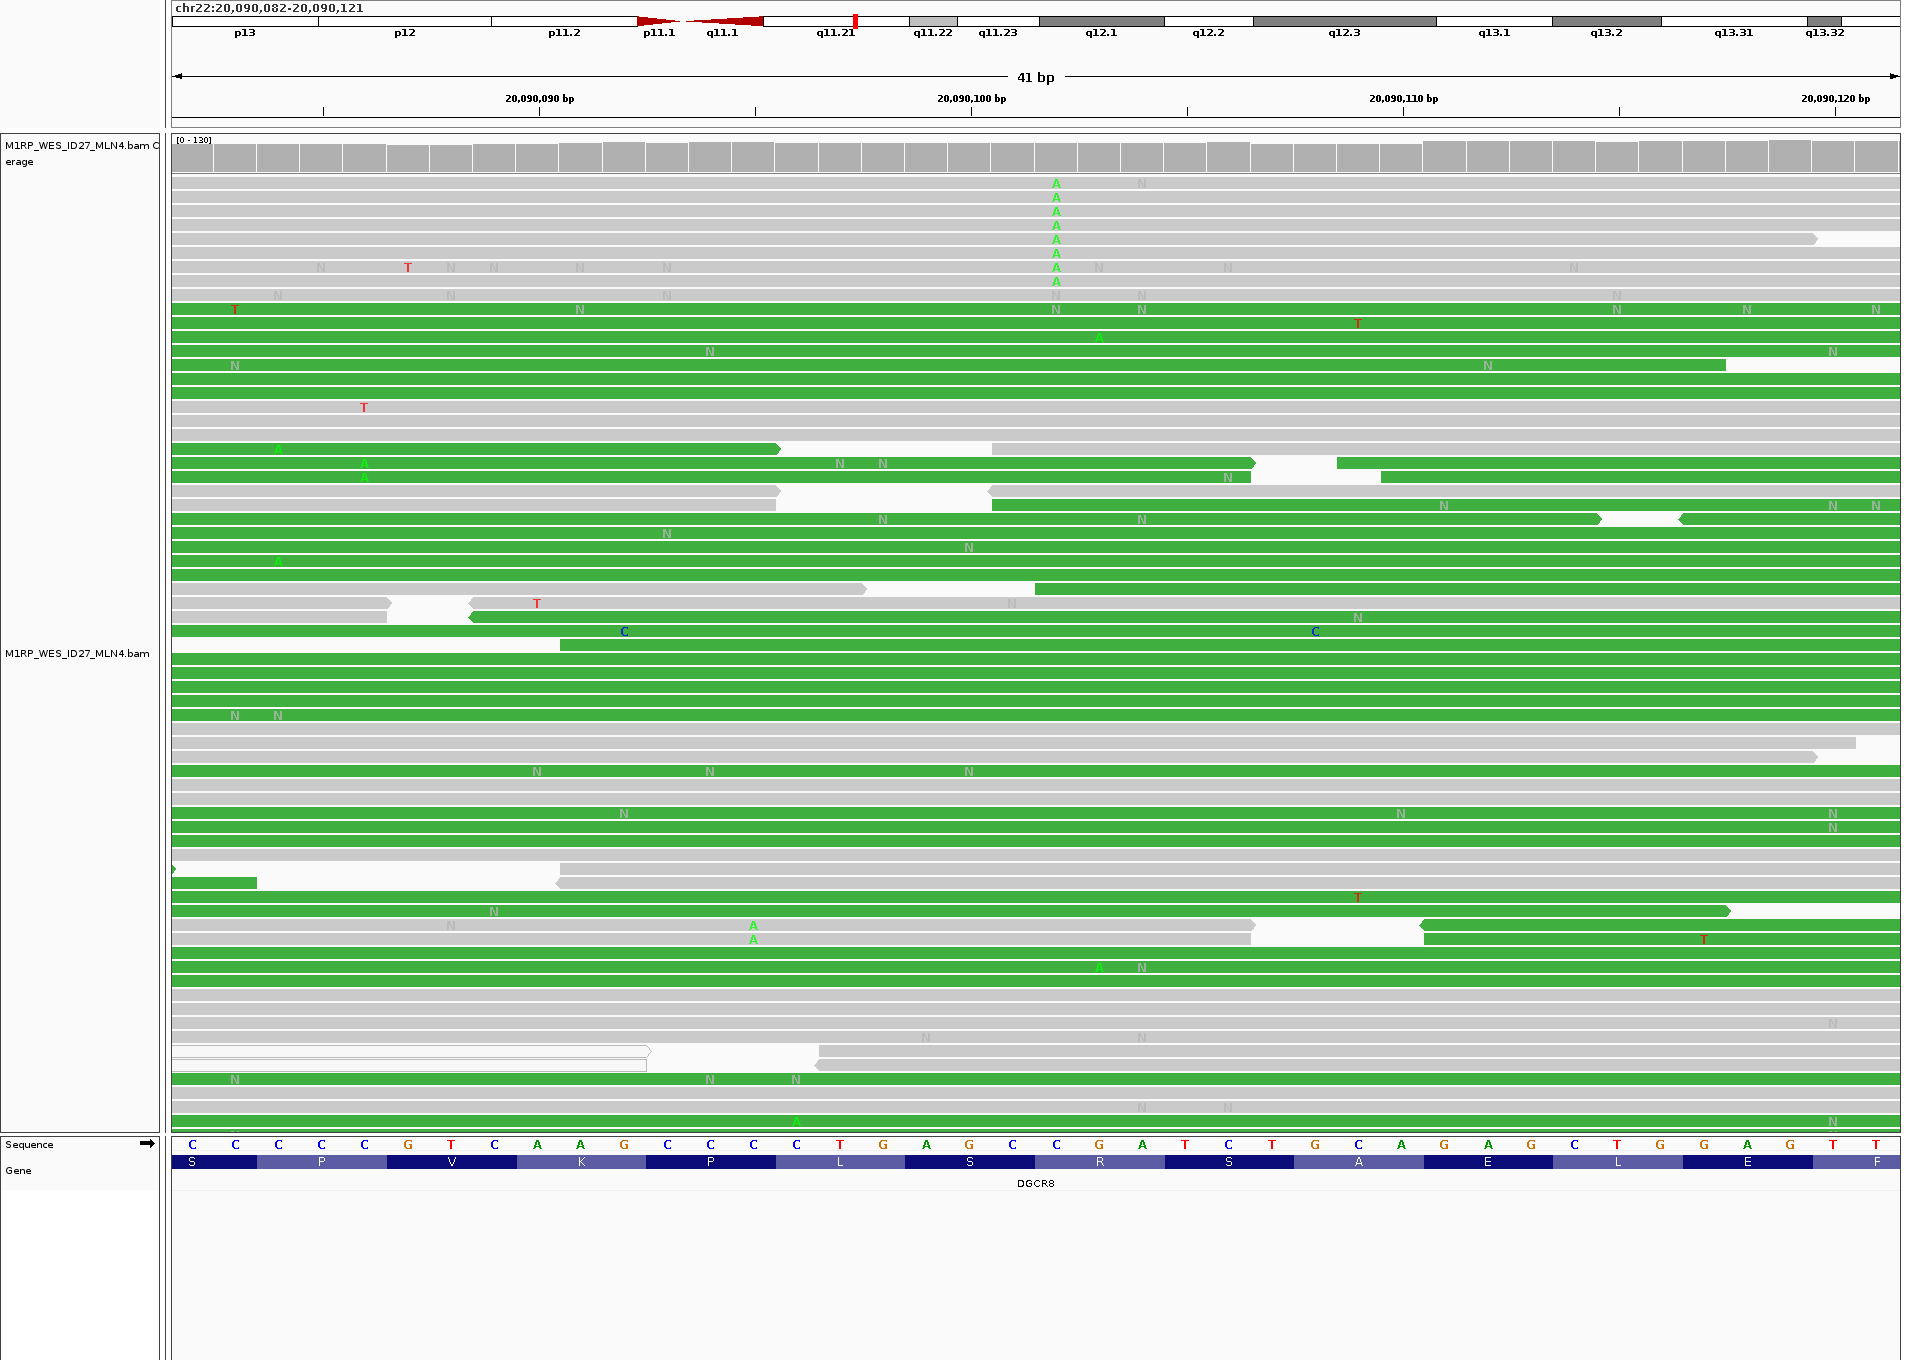 chr22:20,090,082-20,090,121
p13 p12 p11.2 p11.1 q11.1 q11.21 q11.22 q11.23 q12.1 q12.2 q12.3 q13.1 q13.2 q13.31 q13.32
41 bp
20,090,090 bp 20,090,100 bp 20,090,110 bp 20,090,120 bp
M1RP_WES_ID27_MLN4.bam C
erage
[0 - 130]
A N
A
A
A
A
A
N T N N N N A N N N
A
N N N N N N
T N N N N N N
T
A
N N
N N
T
A
A N N
A N
N N N
N N
N
N
A
T N
N
C C
M1RP_WES_ID27_MLN4.bam
N N
N N N
N N N
N
T
N
N A
A T
A N
N
N N
N N N
N N
A N
Sequence C C C C C G T C A A G C C C C T G A G C C G A T C T G C A G A G C T G G A G T T
Gene S P V K P L S R S A E L E F
DGCR8